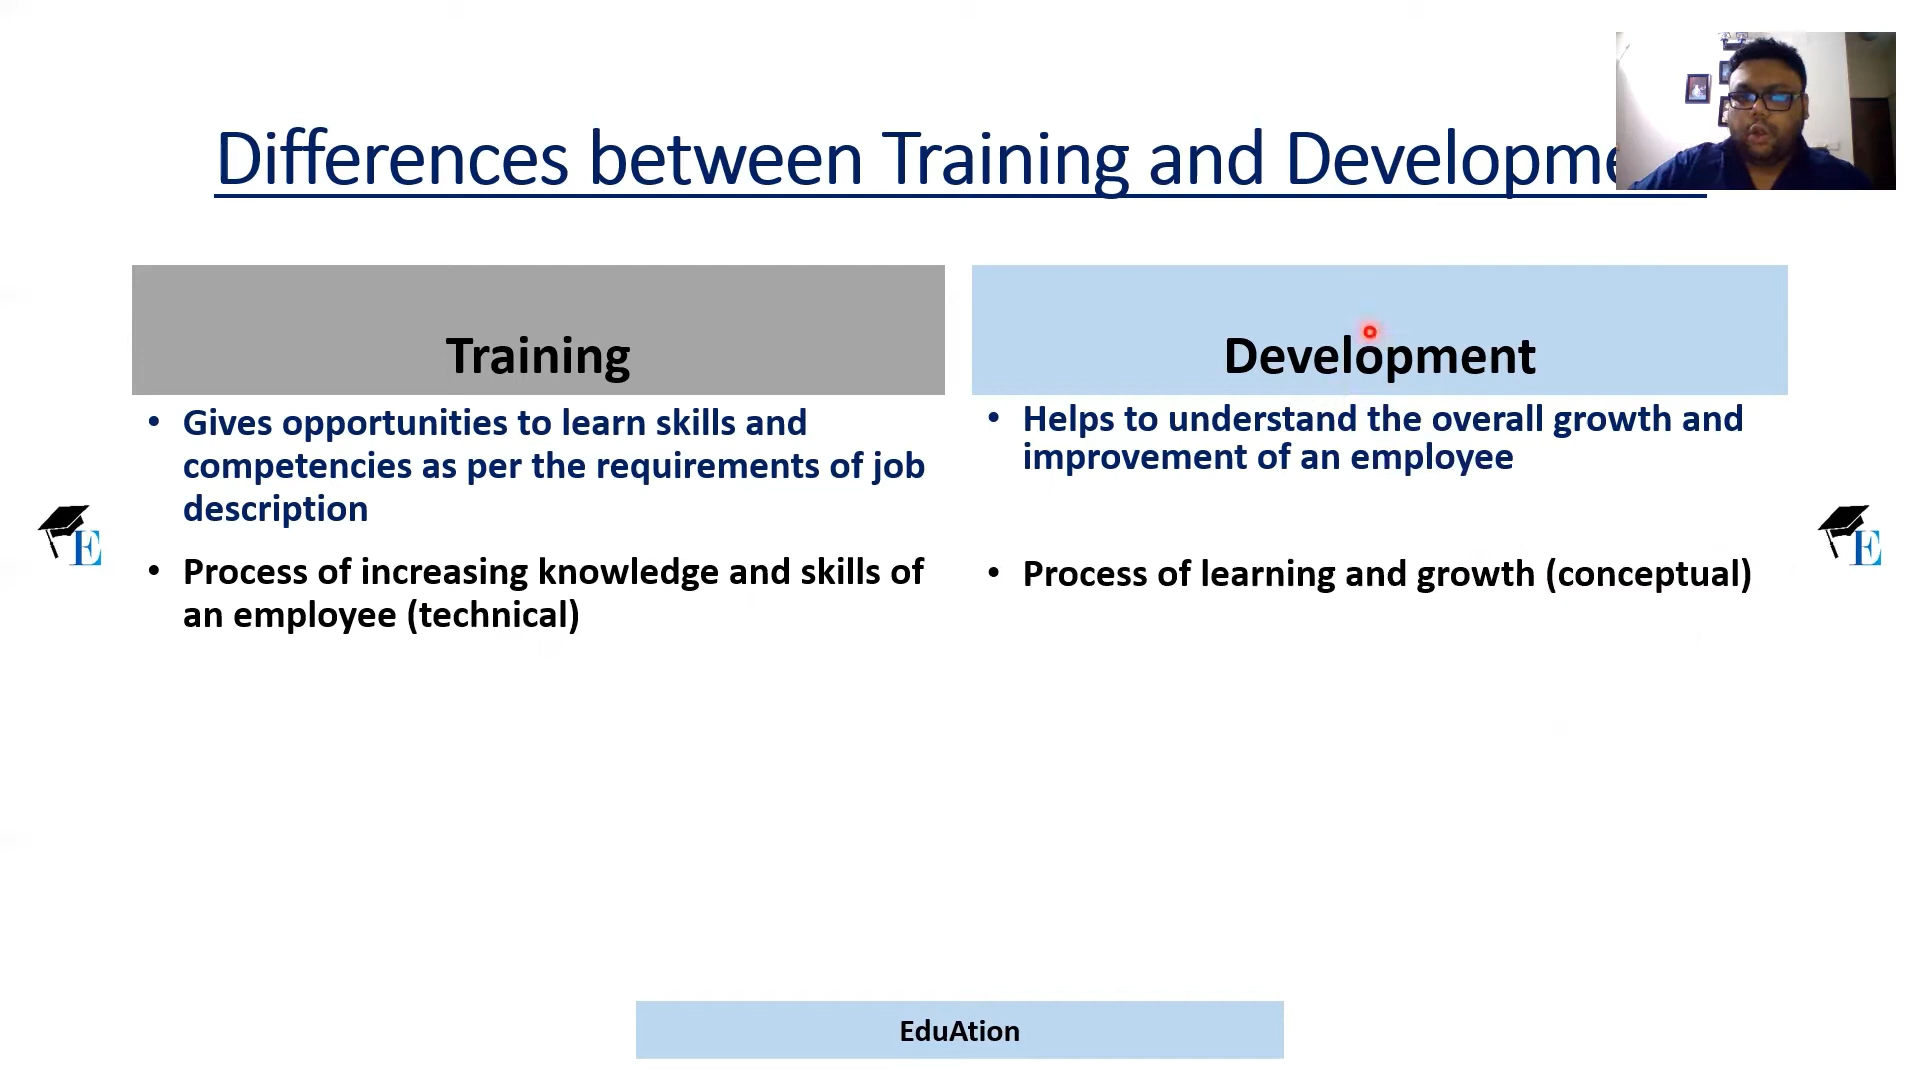 Differences between Training and Developme
Training
Development
• Gives opportunities to learn skills and
competencies as per the requirements of job
description
• Helps to understand the overall growth and
improvement of an employee
E
E
• Process of increasing knowledge and skills of
an employee (technical)
• Process of learning and growth (conceptual)
EduAtion